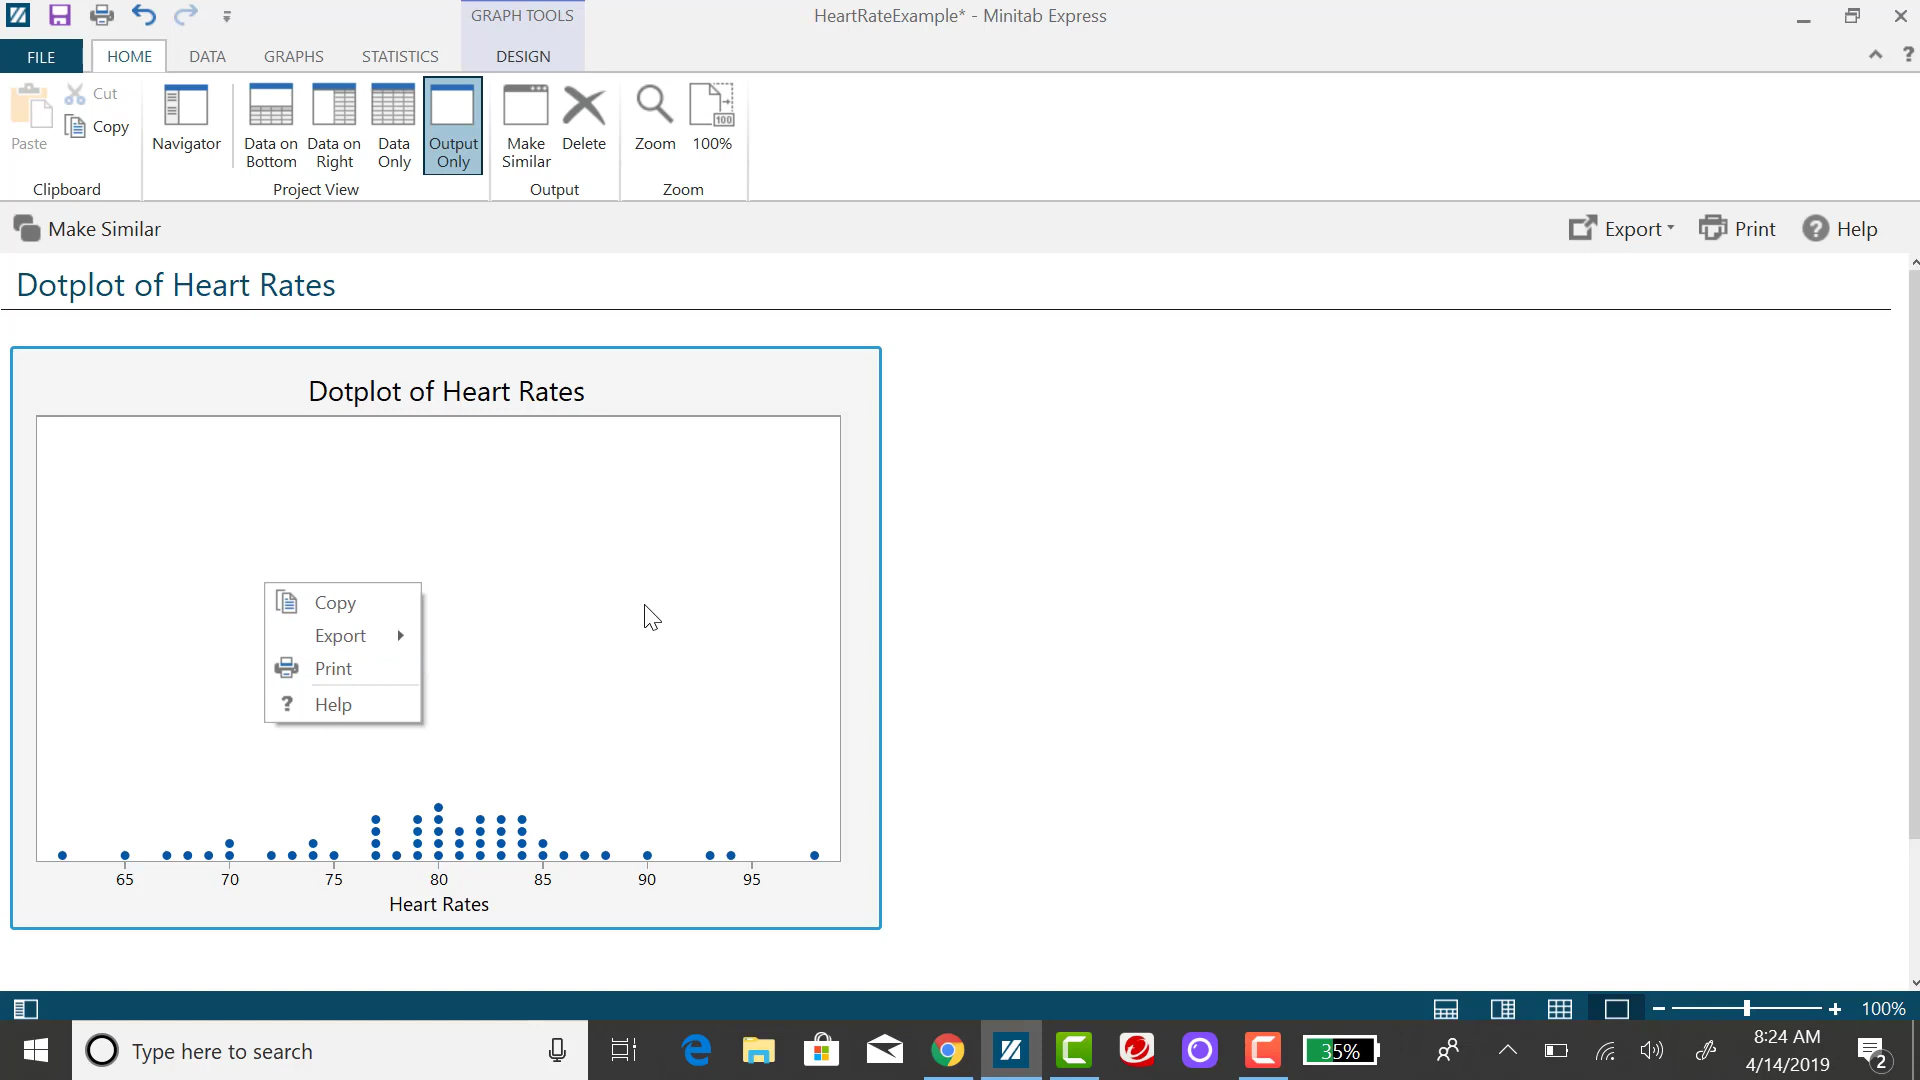 GRAPH TOOLS
HeartRateExample* - Minitab Express
FILE
HOME
DATA
GRAPHS
STATISTICS
DESIGN
?
Paste
Cut
Copy
Clipboard
Navigator
Data on Bottom
Data on Right
Data Only
Output Only
Project View
Make Similar
Delete
Output
Zoom
100
100%
Zoom
Make Similar
Export
Print
? Help
Dotplot of Heart Rates
Dotplot of Heart Rates
Copy
Export
Print
? Help
65 70 75 80 85 90 95
Heart Rates
100%
Type here to search
35%
8:24 AM
4/14/2019
2